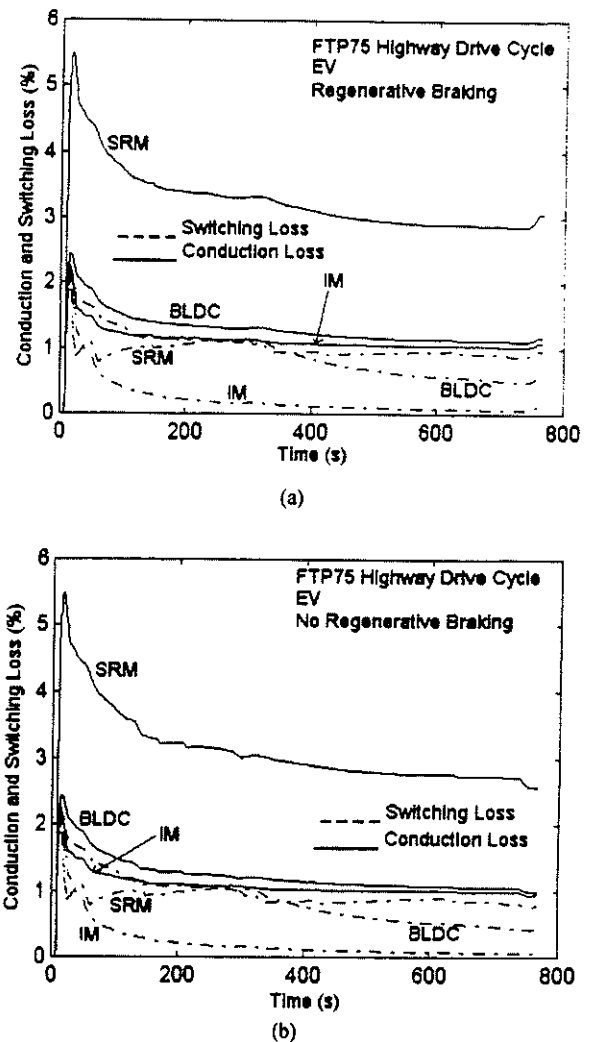 6
5
4
3
2
1
0
Conduction and Switching Loss (%)
FTP75 Highway Drive Cycle
EV
Regenerative Braking
SRM
Switching Loss
Conduction Loss
IM
BLDC
SRM
IM
BLDC
0
200
400
600
800
Time (s)
(a)
6
5
4
3
2
1
0
Conduction and Switching Loss (%)
FTP75 Highway Drive Cycle
EV
No Regenerative Braking
SRM
BLDC
IM
Switching Loss
Conduction Loss
SRM
IM
BLDC
0
200
400
600
800
Time (s)
(b)